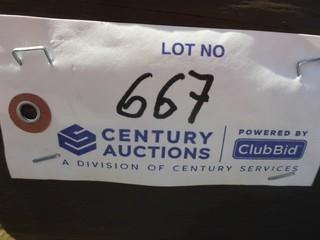 LOT NO
667
CENTURY AUCTIONS
POWERED BY
ClubBid
A DIVISION OF CENTURY SERVICES